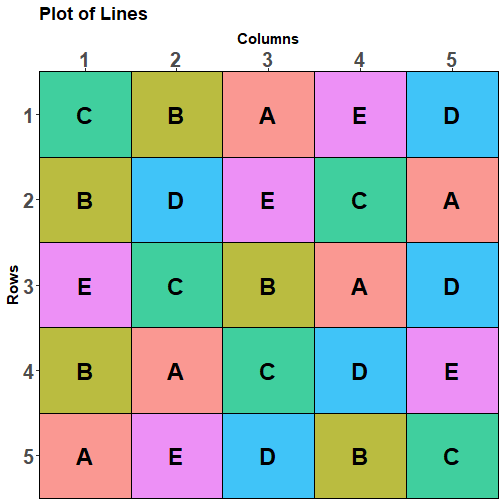 Plot of Lines
Columns
1 2 3 4 5
1 C B A E D
2 B D E C A
Rows
3 E C B A D
4 B A C D E
5 A E D B C